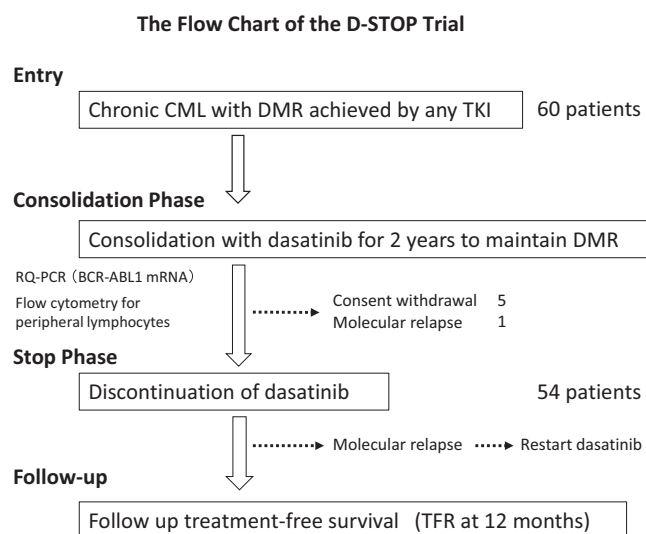 The Flow Chart of the D-STOP Trial
Entry
Chronic CML with DMR achieved by any TKI 60 patients
Consolidation Phase
Consolidation with dasatinib for 2 years to maintain DMR
RQ-PCR (BCR-ABL1 mRNA)
Flow cytometry for
peripheral lymphocytes
Consent withdrawal 5
Molecular relapse 1
Stop Phase
Discontinuation of dasatinib 54 patients
Molecular relapse Restart dasatinib
Follow-up
Follow up treatment-free survival (TFR at 12 months)